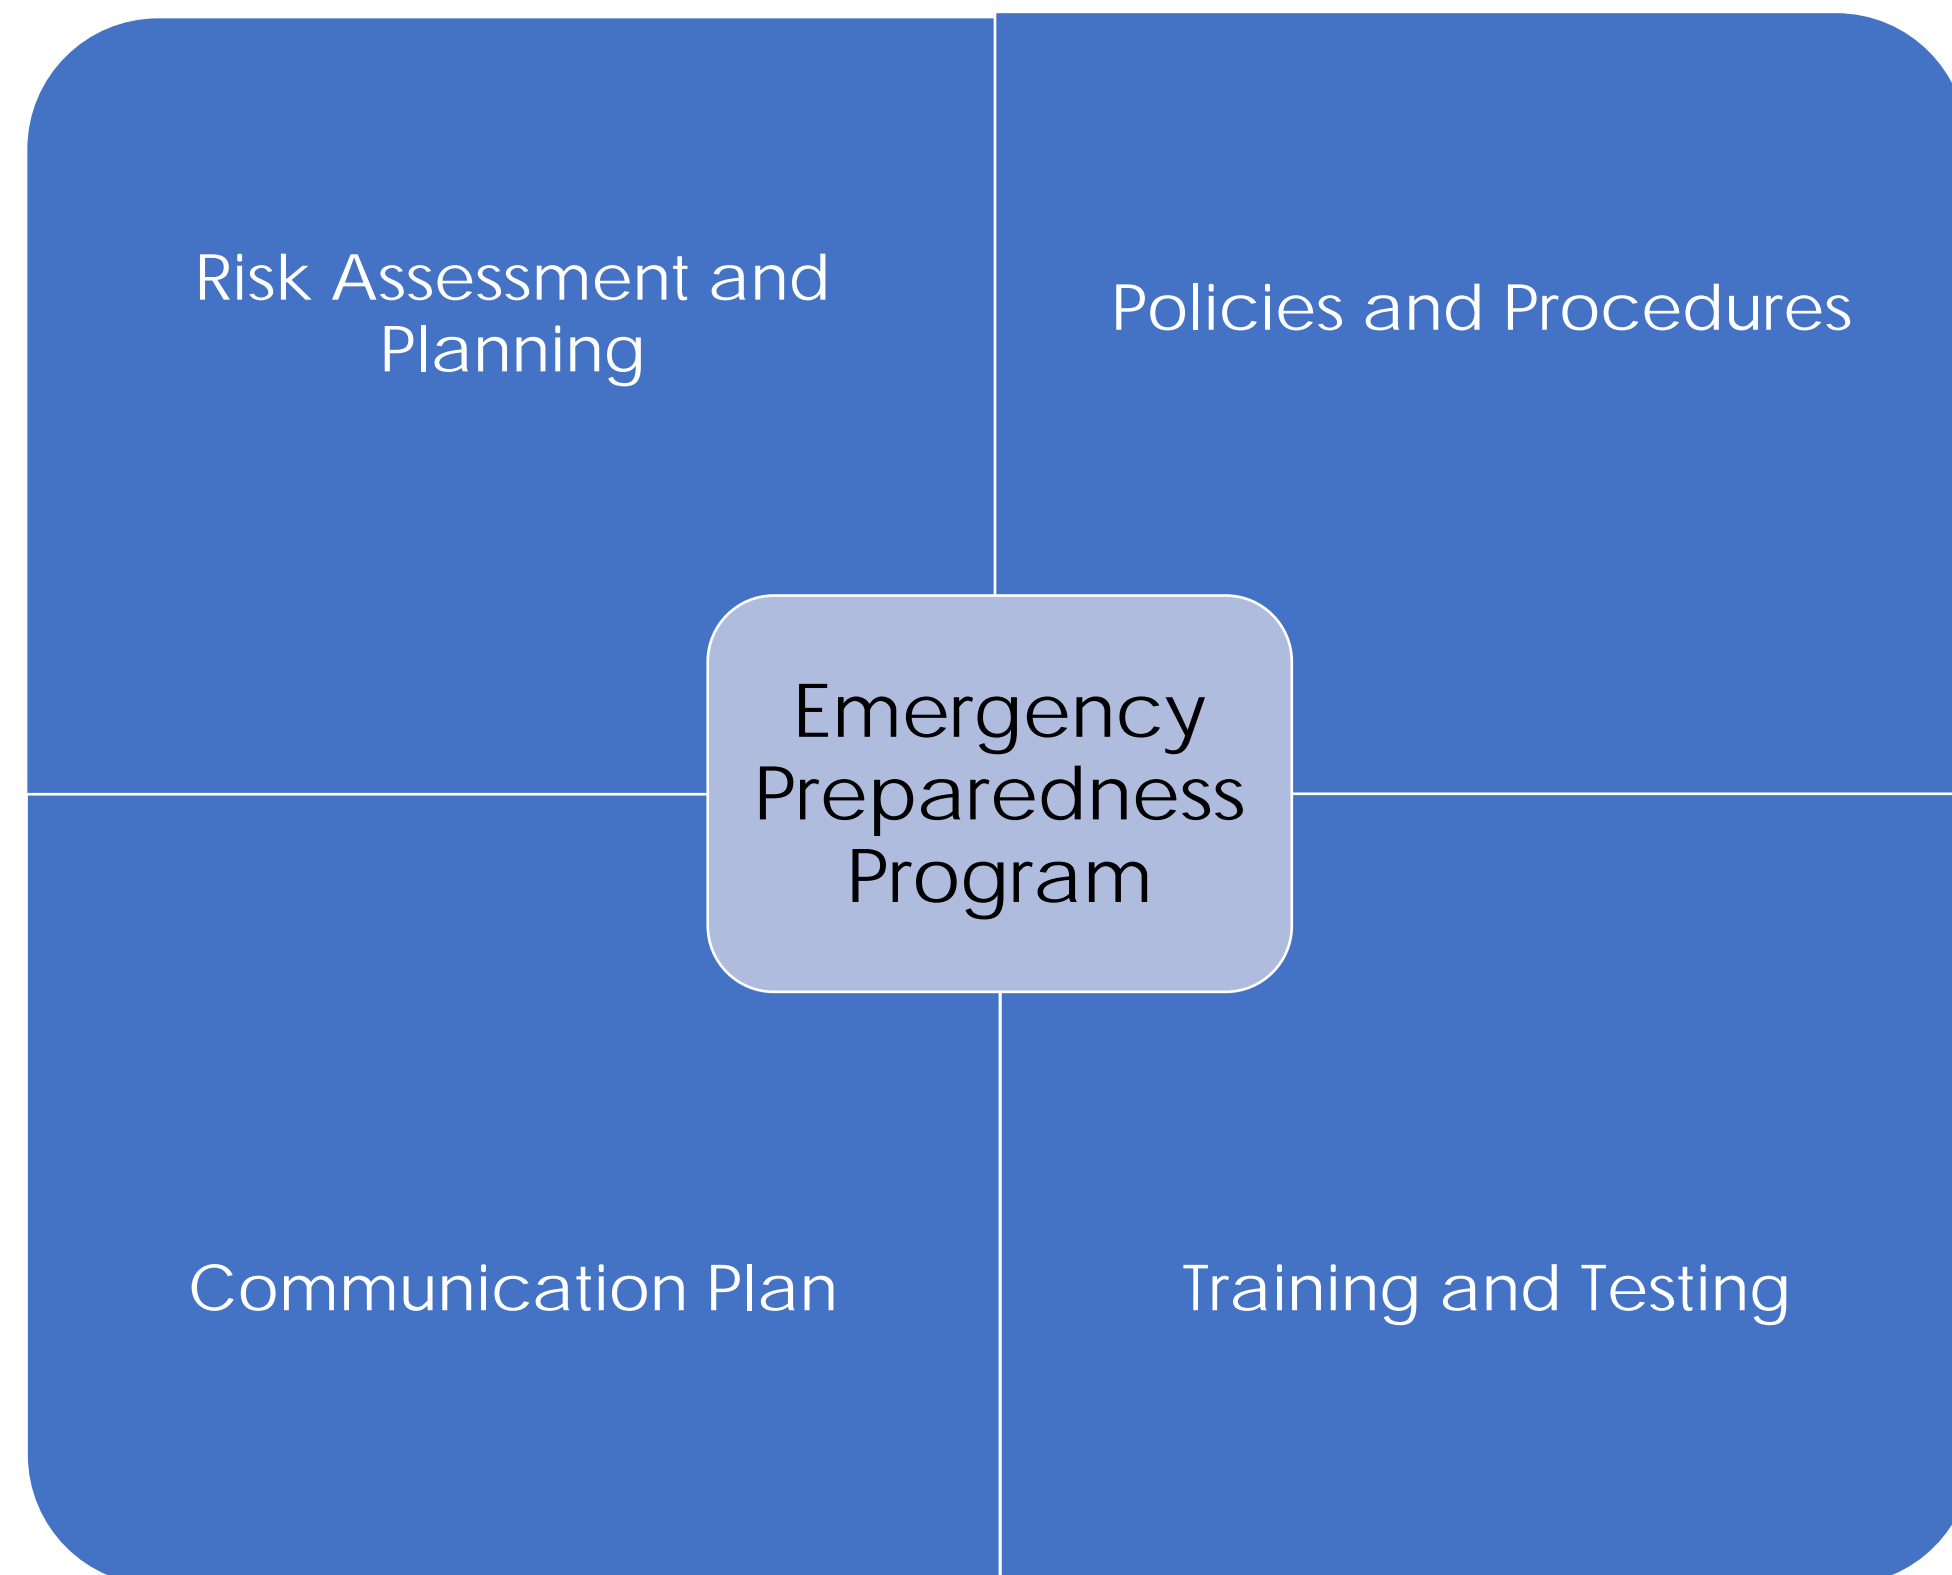 Risk Assessment and
Planning
Policies and Procedures
Emergency
Preparedness
Program
Communication Plan
Training and Testing